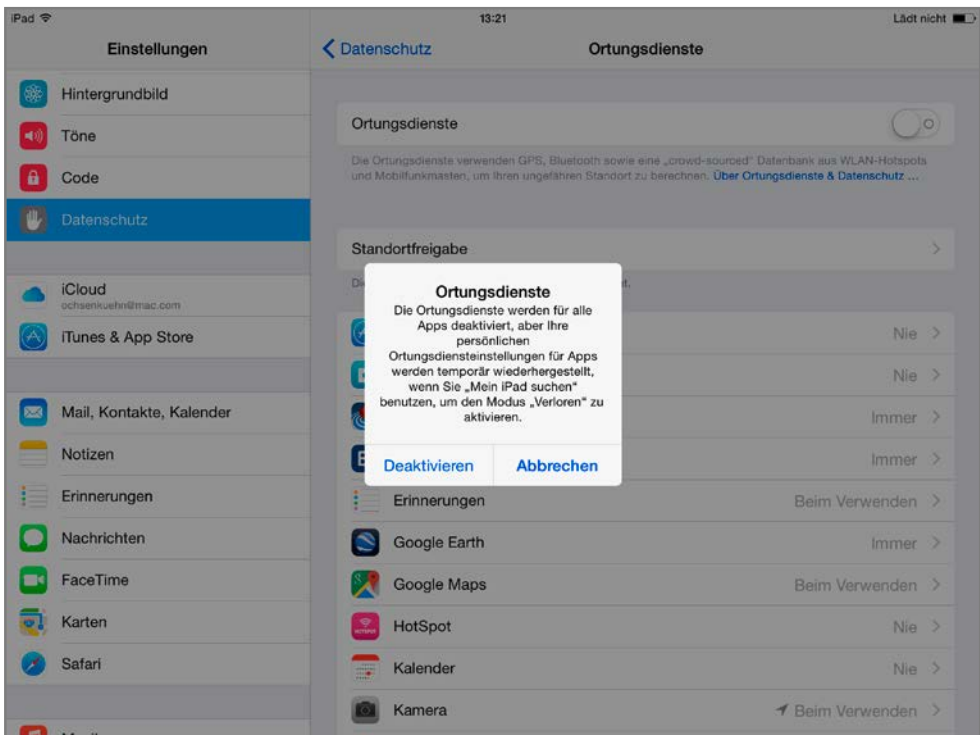 iPad 13:21 Lädt nicht
Einstellungen
Datenschutz Ortungsdienste
Hintergrundbild
Töne
Code
Datenschutz
iCloud
ochsenkuehn@mac.com
iTunes & App Store
Mail, Kontakte, Kalender
Notizen
Erinnerungen
Nachrichten
FaceTime
Karten
Safari
Ortungsdienste
Die Ortungsdienste verwenden GPS, Bluetooth sowie eine „crowd-sourced“ Datenbank aus WLAN-Hotspots
und Mobilfunkmasten, um Ihren ungefähren Standort zu berechnen. Über Ortungsdienste & Datenschutz ...
Standortfreigabe
Nie
Nie
Immer
Immer
Erinnerungen Beim Verwenden
Google Earth Immer
Google Maps Beim Verwenden
HotSpot Nie
Kalender Nie
Kamera Beim Verwenden
Ortungsdienste
Die Ortungsdienste werden für alle
Apps deaktiviert, aber Ihre
persönlichen
Ortungsdiensteinstellungen für Apps
werden temporär wiederhergestellt,
wenn Sie „Mein iPad suchen“
benutzen, um den Modus „Verloren“ zu
aktivieren.
Deaktivieren Abbrechen